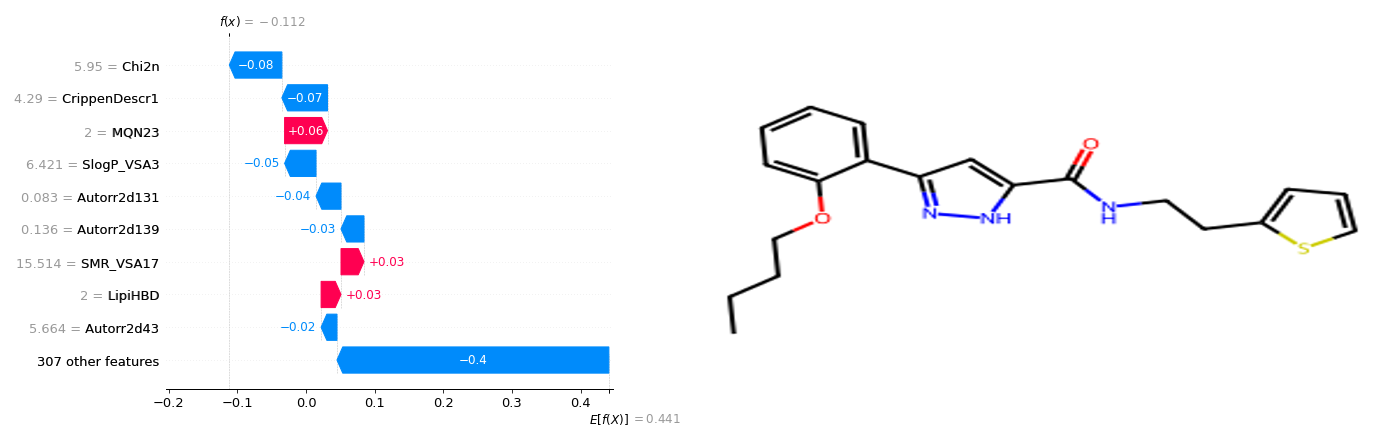 f(x) = −0.112
5.95 = Chi2n
−0.08
4.29 = CrippenDescr1
−0.07
2 = MQN23
+0.06
6.421 = SlogP_VSA3
−0.05
0.083 = Autorr2d131
−0.04
0.136 = Autorr2d139
−0.03
15.514 = SMR_VSA17
+0.03
2 = LipiHBD
+0.03
5.664 = Autorr2d43
−0.02
307 other features
−0.4
−0.2 −0.1 0.0 0.1 0.2 0.3 0.4
E[f(X)] = 0.441
O
N
H
N
NH
O
S